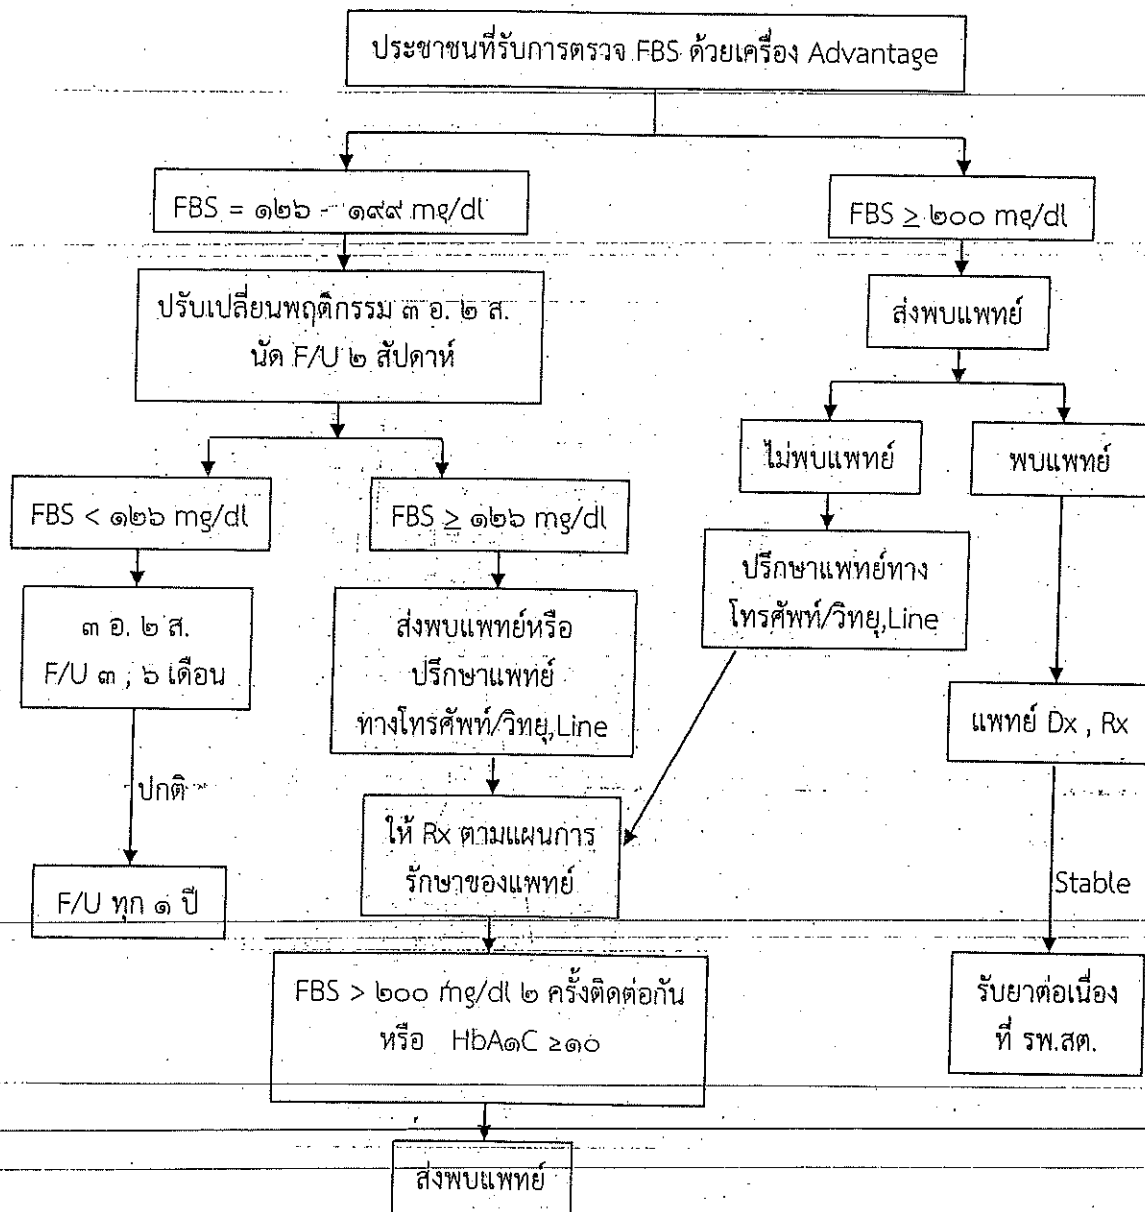 ประชาชนที่รับการตรวจ FBS ด้วยเครื่อง Advantage
FBS = ๑๒๖ - ๑๙๙ mg/dl
FBS ≥ ๒๐๐ mg/dl
ปรับเปลี่ยนพฤติกรรม ๓ อ. ๒ ส.
นัด F/U ๒ สัปดาห์
ส่งพบแพทย์
ไม่พบแพทย์
พบแพทย์
FBS < ๑๒๖ mg/dl
FBS ≥ ๑๒๖ mg/dl
ปรึกษาแพทย์ทาง
โทรศัพท์/วิทยุ,Line
๓ อ. ๒ ส.
F/U ๓ , ๖ เดือน
ส่งพบแพทย์หรือ
ปรึกษาแพทย์
ทางโทรศัพท์/วิทยุ,Line
แพทย์ Dx , Rx
ปกติ
ให้ Rx ตามแผนการ
รักษาของแพทย์
Stable
F/U ทุก ๑ ปี
FBS > ๒๐๐ mg/dl ๒ ครั้งติดต่อกัน
หรือ HbA๑C ≥๑๐
รับยาต่อเนื่อง
ที่ รพ.สต.
ส่งพบแพทย์